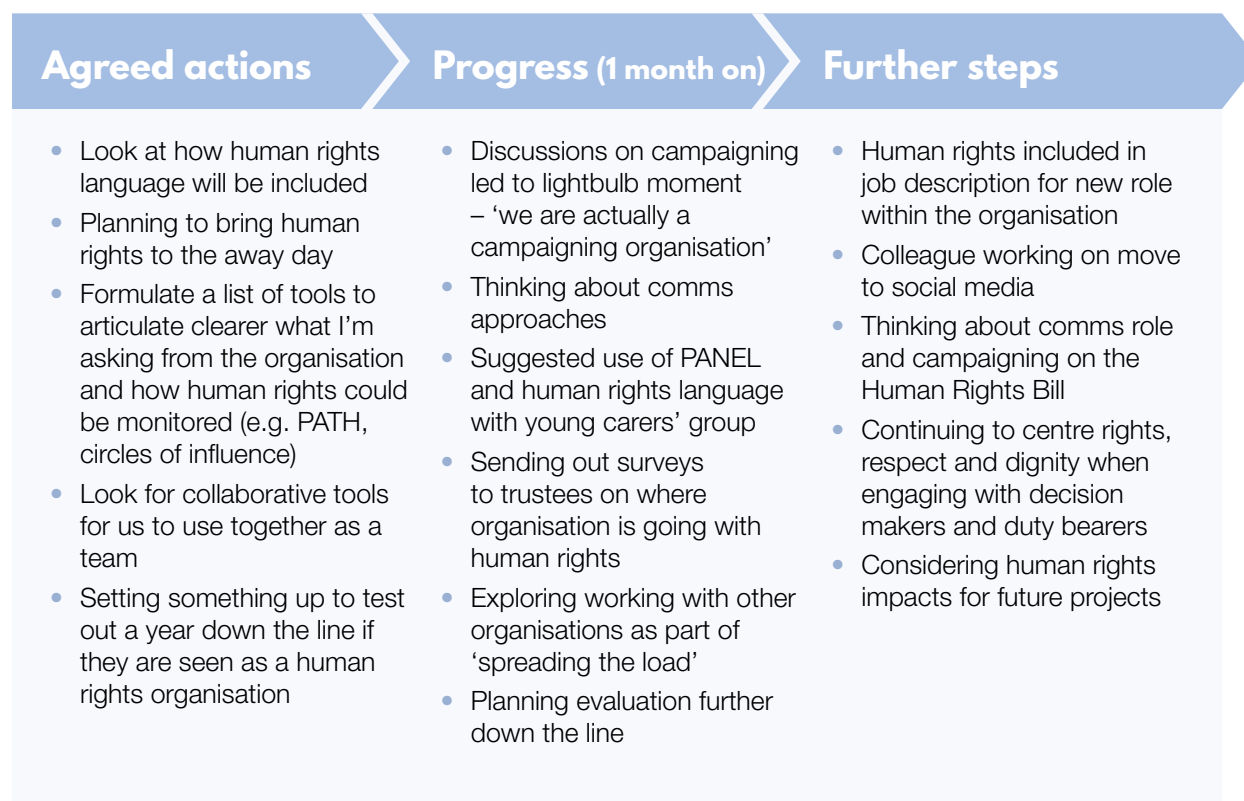 Agreed actions
• Look at how human rights
language will be included
• Planning to bring human
rights to the away day
• Formulate a list of tools to
articulate clearer what I’m
asking from the organisation
and how human rights could
be monitored (e.g. PATH,
circles of influence)
• Look for collaborative tools
for us to use together as a
team
• Setting something up to test
out a year down the line if
they are seen as a human
rights organisation
Progress (1 month on)
• Discussions on campaigning
led to lightbulb moment
– ‘we are actually a
campaigning organisation’
• Thinking about comms
approaches
• Suggested use of PANEL
and human rights language
with young carers’ group
• Sending out surveys
to trustees on where
organisation is going with
human rights
• Exploring working with other
organisations as part of
‘spreading the load’
• Planning evaluation further
down the line
Further steps
• Human rights included in
job description for new role
within the organisation
• Colleague working on move
to social media
• Thinking about comms role
and campaigning on the
Human Rights Bill
• Continuing to centre rights,
respect and dignity when
engaging with decision
makers and duty bearers
• Considering human rights
impacts for future projects